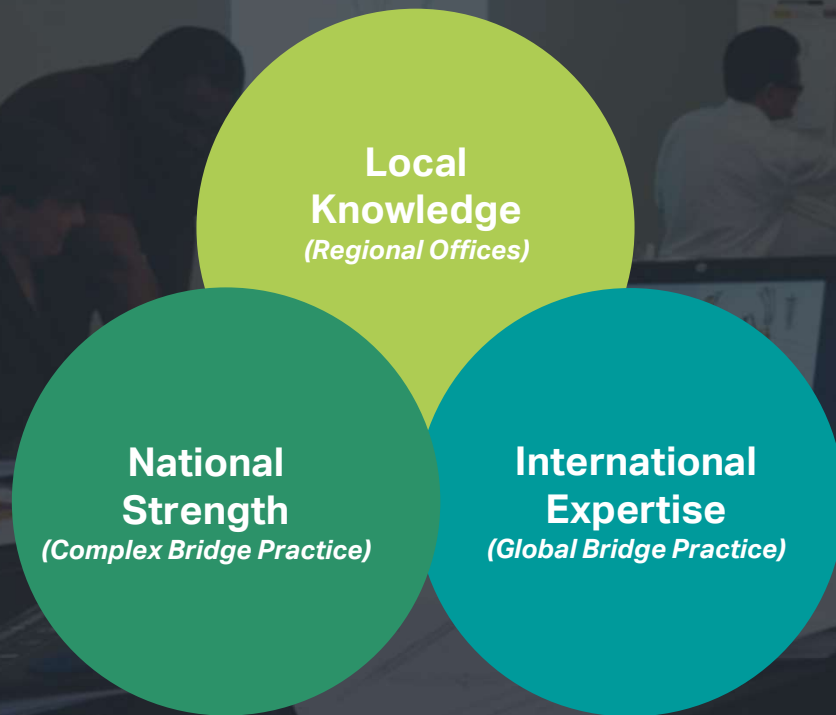 Local
Knowledge
(Regional Offices)
National
Strength
(Complex Bridge Practice)
International
Expertise
(Global Bridge Practice)